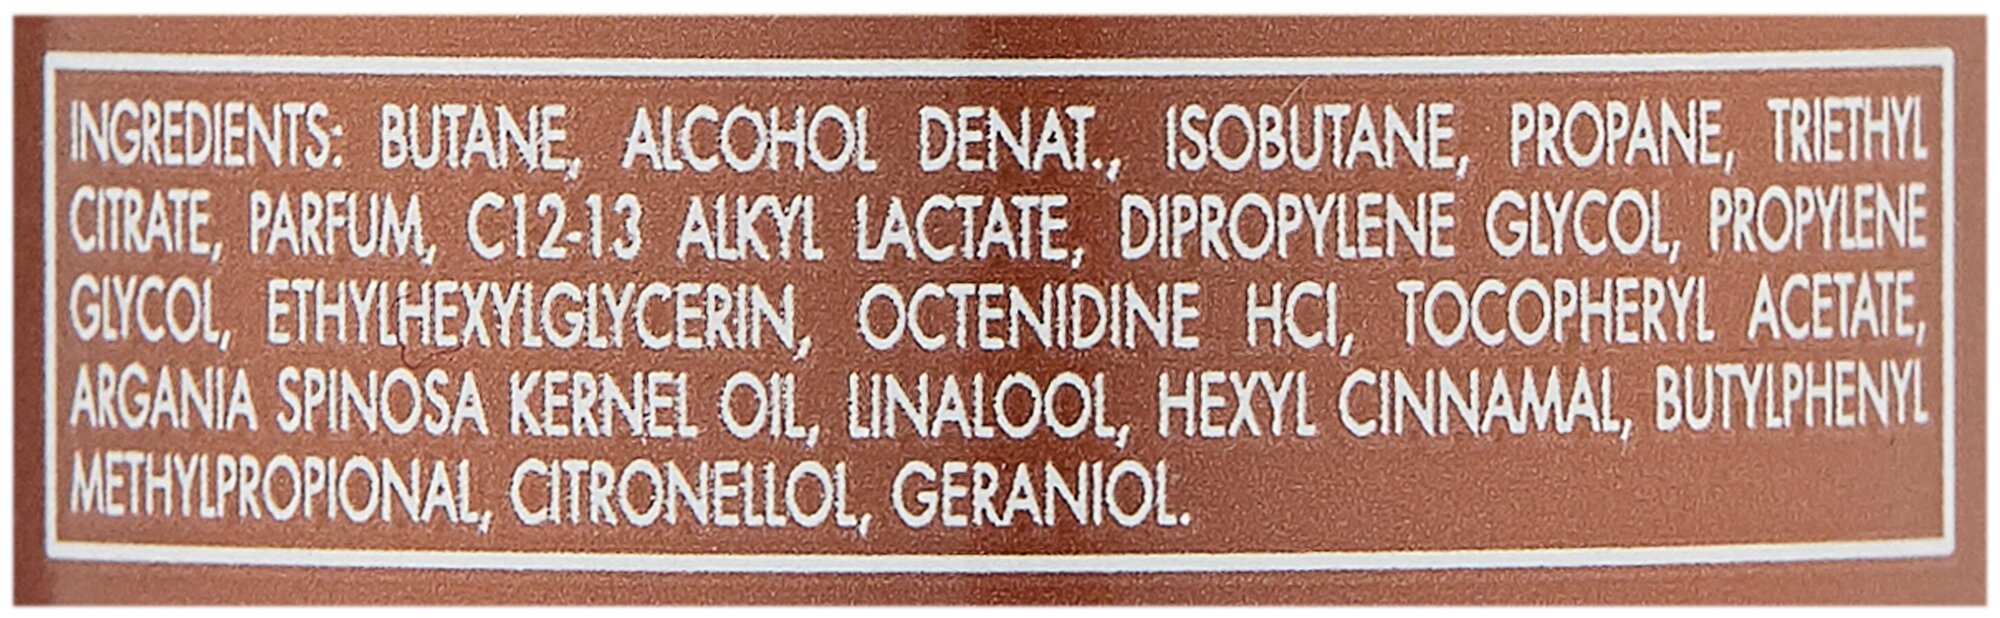 INGREDIENTS: BUTANE, ALCOHOL DENAT., ISOBUTANE, PROPANE, TRIETHYL
CITRATE, PARFUM, C12-13 ALKYL LACTATE, DIPROPYLENE GLYCOL, PROPYLENE
GLYCOL, ETHYLHEXYLGLYCERIN, OCTENIDINE HCl, TOCOPHERYL ACETATE,
ARGANIA SPINOSA KERNEL OIL, LINALOOL, HEXYL CINNAMAL, BUTYLPHENYL
METHYLPROPIONAL, CITRONELLOL, GERANIOL.